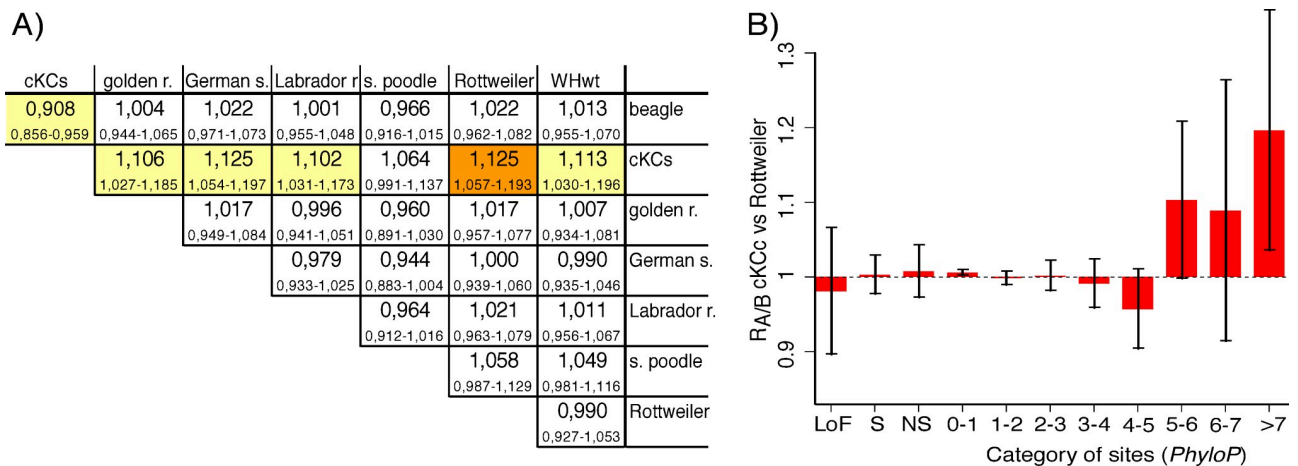 A)
cKCs golden r. German s. Labrador r s. poodle Rottweiler WHwt
0,908 1,004 1,022 1,001 0,966 1,022 1,013 beagle
0,856-0,959 0,944-1,065 0,971-1,073 0,955-1,048 0,916-1,015 0,962-1,082 0,955-1,070
1,106 1,125 1,102 1,064 1,125 1,113 cKCs
1,027-1,185 1,054-1,197 1,031-1,173 0,991-1,137 1,057-1,193 1,030-1,196
1,017 0,996 0,960 1,017 1,007 golden r.
0,949-1,084 0,941-1,051 0,891-1,030 0,957-1,077 0,934-1,081
0,979 0,944 1,000 0,990 German s.
0,933-1,025 0,883-1,004 0,939-1,060 0,935-1,046
0,964 1,021 1,011 Labrador r.
0,912-1,016 0,963-1,079 0,956-1,067
1,058 1,049 s. poodle
0,987-1,129 0,981-1,116
0,990 Rottweiler
0,927-1,053
B)
RA/B cKCc vs Rottweiler
1.3
1.2
1.1
1
0.9
LoF S NS 0-1 1-2 2-3 3-4 4-5 5-6 6-7 >7
Category of sites (PhyloP)